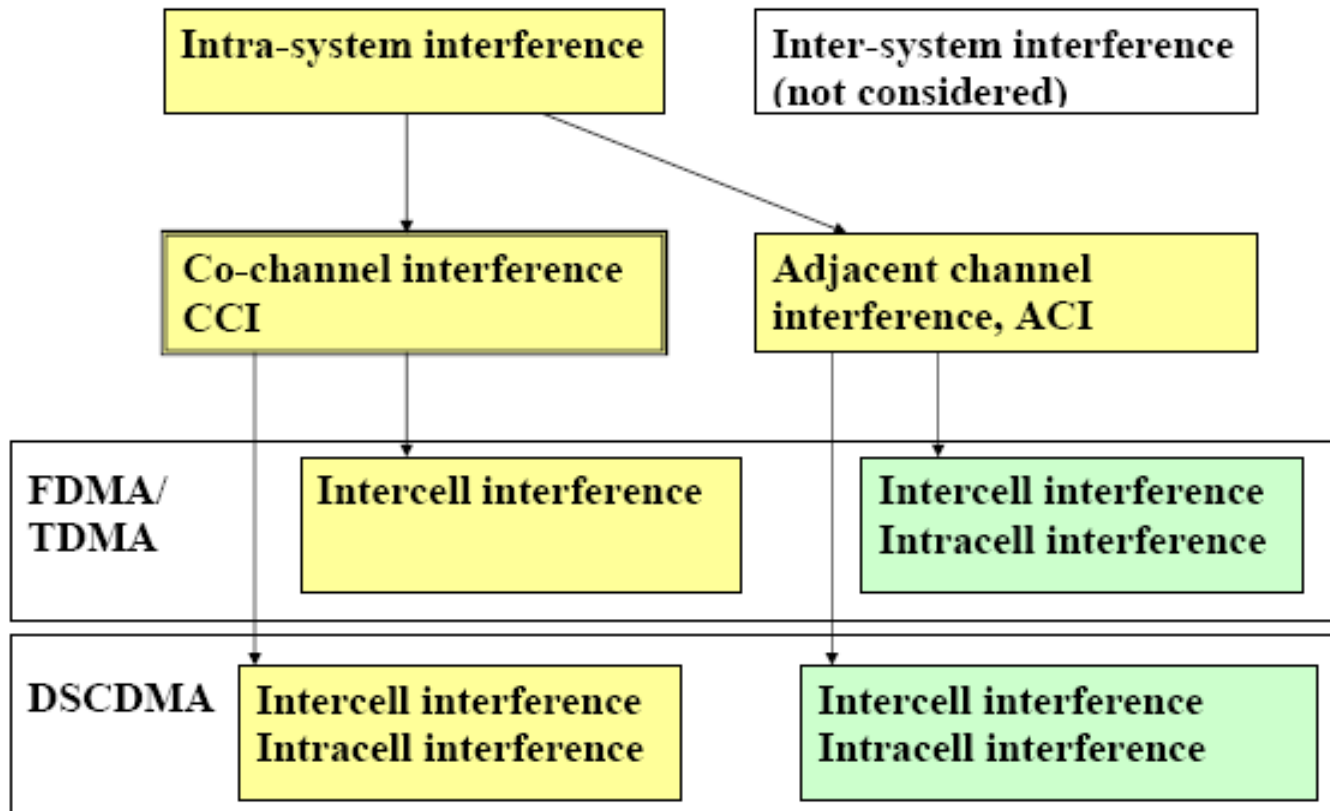 Intra-system interference
Inter-system interference
(not considered)
Co-channel interference
CCI
Adjacent channel
interference, ACI
FDMA/
TDMA
Intercell interference
Intercell interference
Intracell interference
DSCDMA
Intercell interference
Intracell interference
Intercell interference
Intracell interference